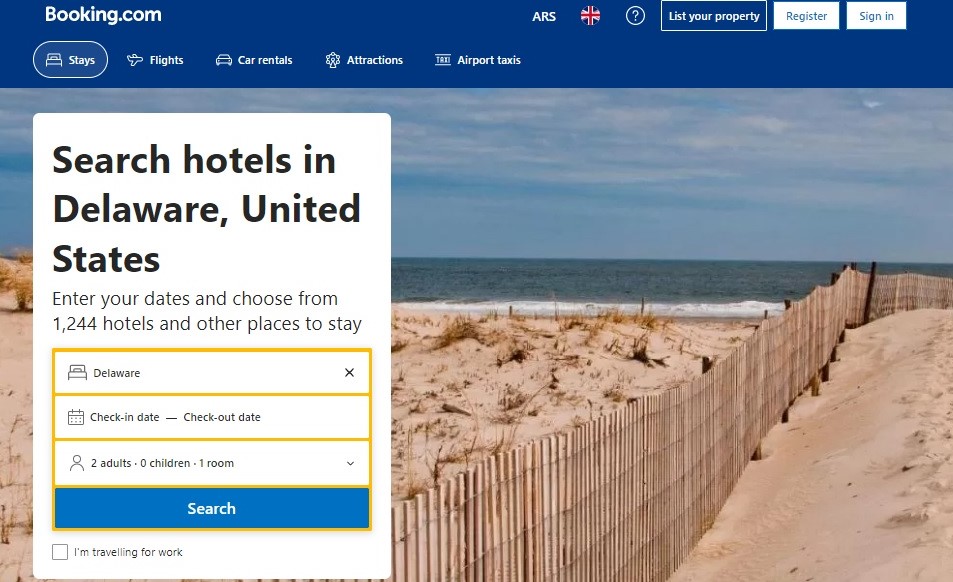 Booking.com
ARS
List your property
Register
Sign in
Stays
Flights
Car rentals
Attractions
TAXI
Airport taxis
Search hotels in
Delaware, United
States
Enter your dates and choose from
1,244 hotels and other places to stay
Delaware
Check-in date — Check-out date
2 adults · 0 children · 1 room
Search
I'm travelling for work